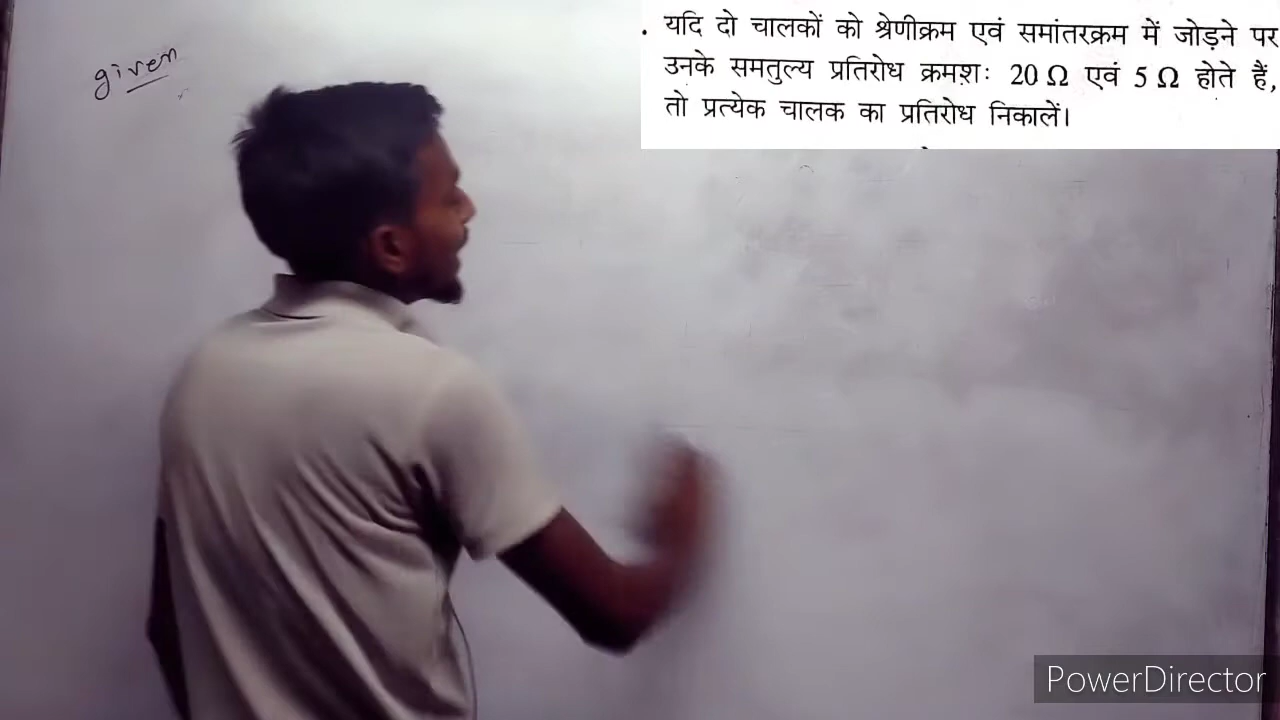 given
. यदि दो चालकों को श्रेणीक्रम एवं समांतरक्रम में जोड़ने पर
उनके समतुल्य प्रतिरोध क्रमश: 20 Ω एवं 5 Ω होते हैं,
तो प्रत्येक चालक का प्रतिरोध निकालें।
PowerDirector